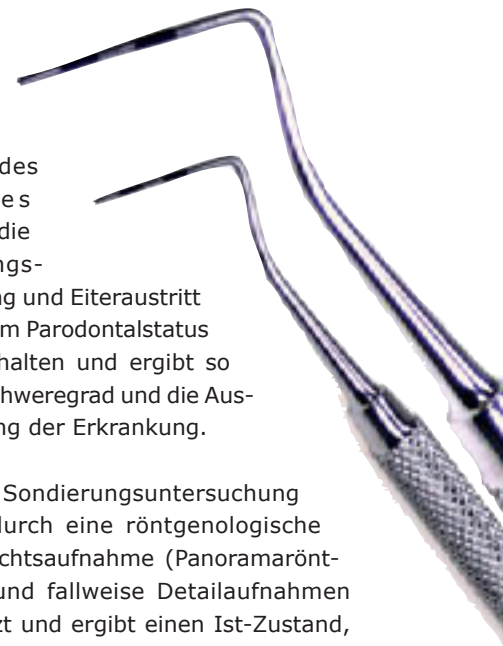 des
es
die
ngs-
g und Eiteraustritt
m Parodontalstatus
halten und ergibt so
hweregrad und die Aus-
ng der Erkrankung.
Sondierungsuntersuchung
durch eine röntgenologische
chtsaufnahme (Panoramarönt-
und fallweise Detailaufnahmen
zt und ergibt einen Ist-Zustand,